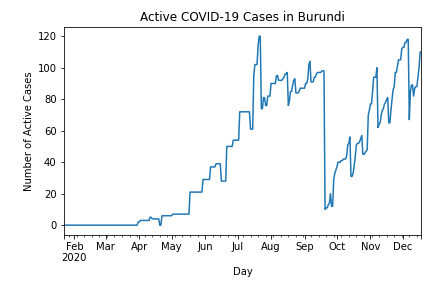 Active COVID-19 Cases in Burundi
Number of Active Cases
120
100
80
60
40
20
0
Feb Mar Apr May Jun Jul Aug Sep Oct Nov Dec
2020
Day